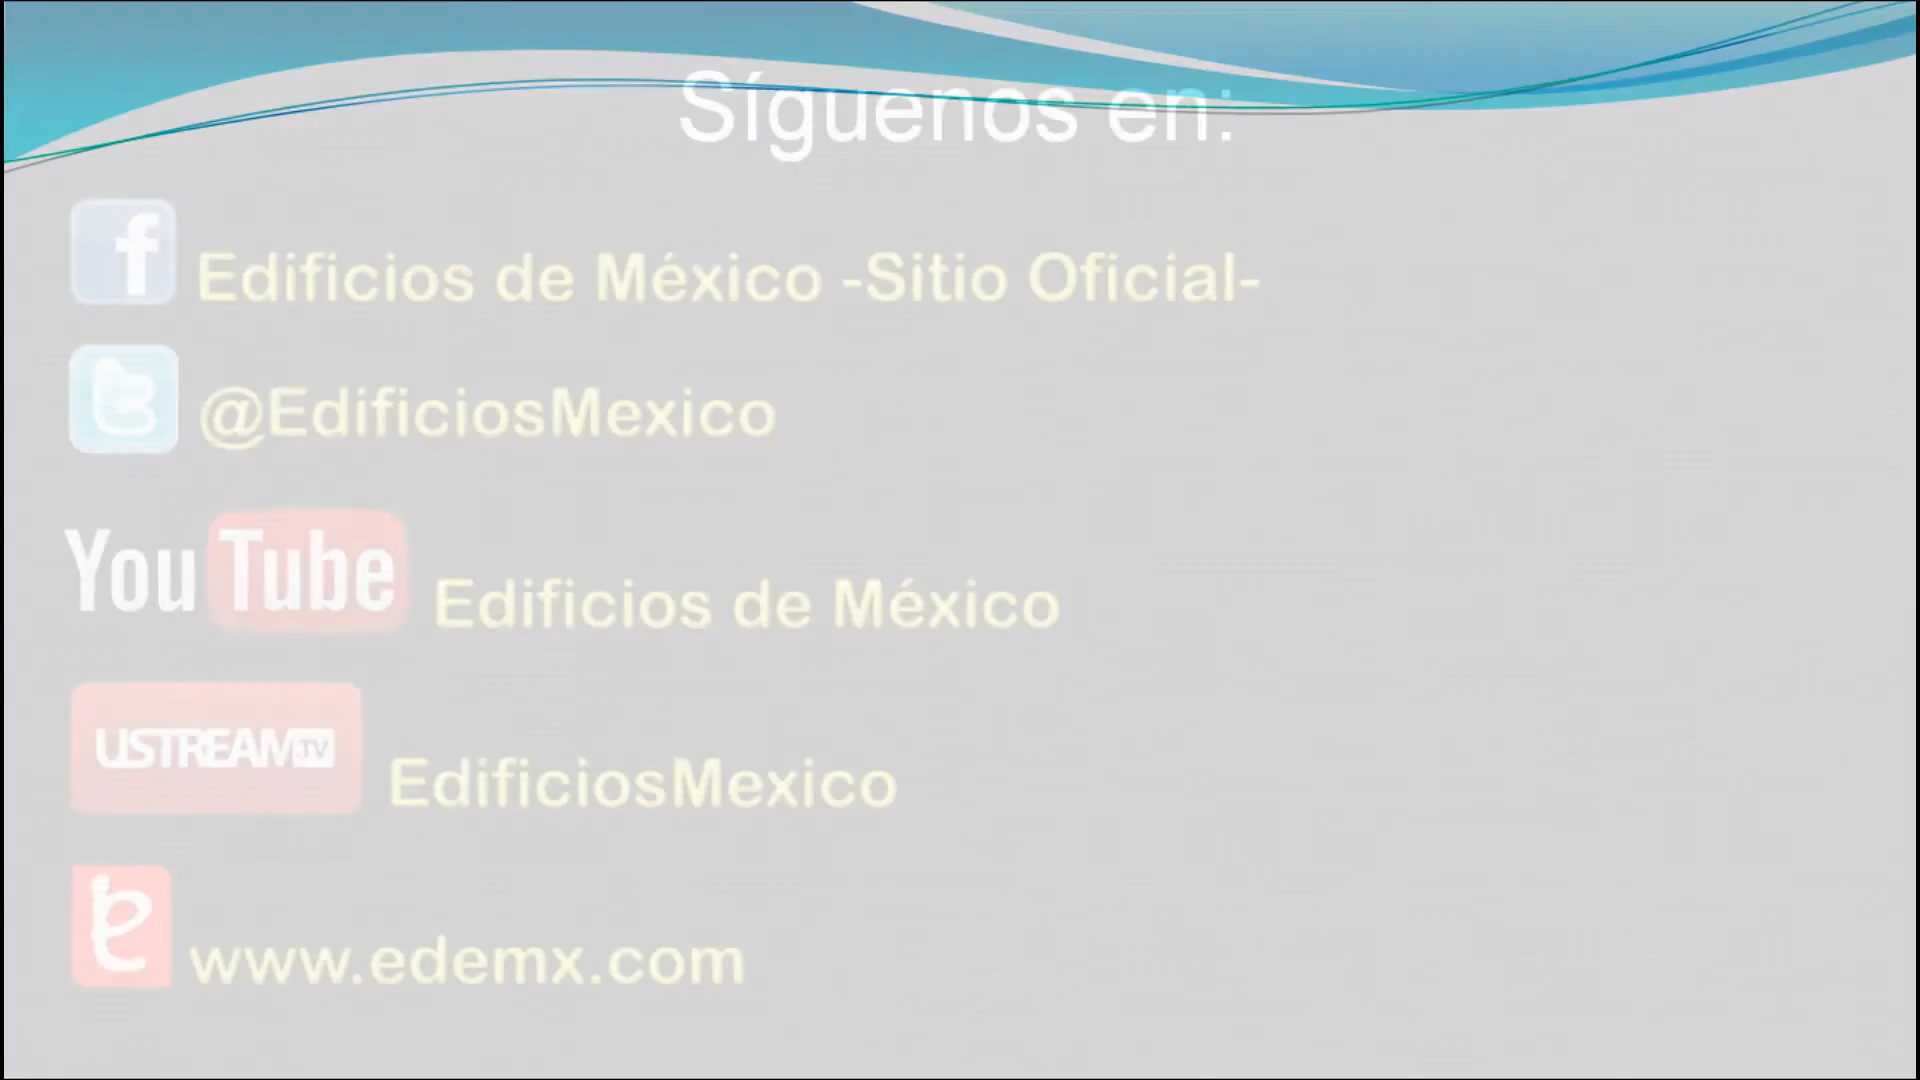 Síguenos en:
f Edificios de México -Sitio Oficial-
t @EdificiosMexico
YouTube Edificios de México
USTREAM TV EdificiosMexico
e www.edemx.com